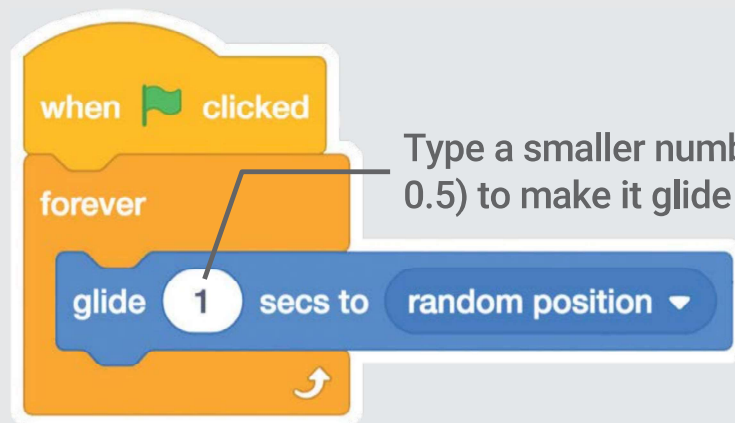 when clicked
Type a smaller numb
0.5) to make it glide
forever
glide 1 secs to random position